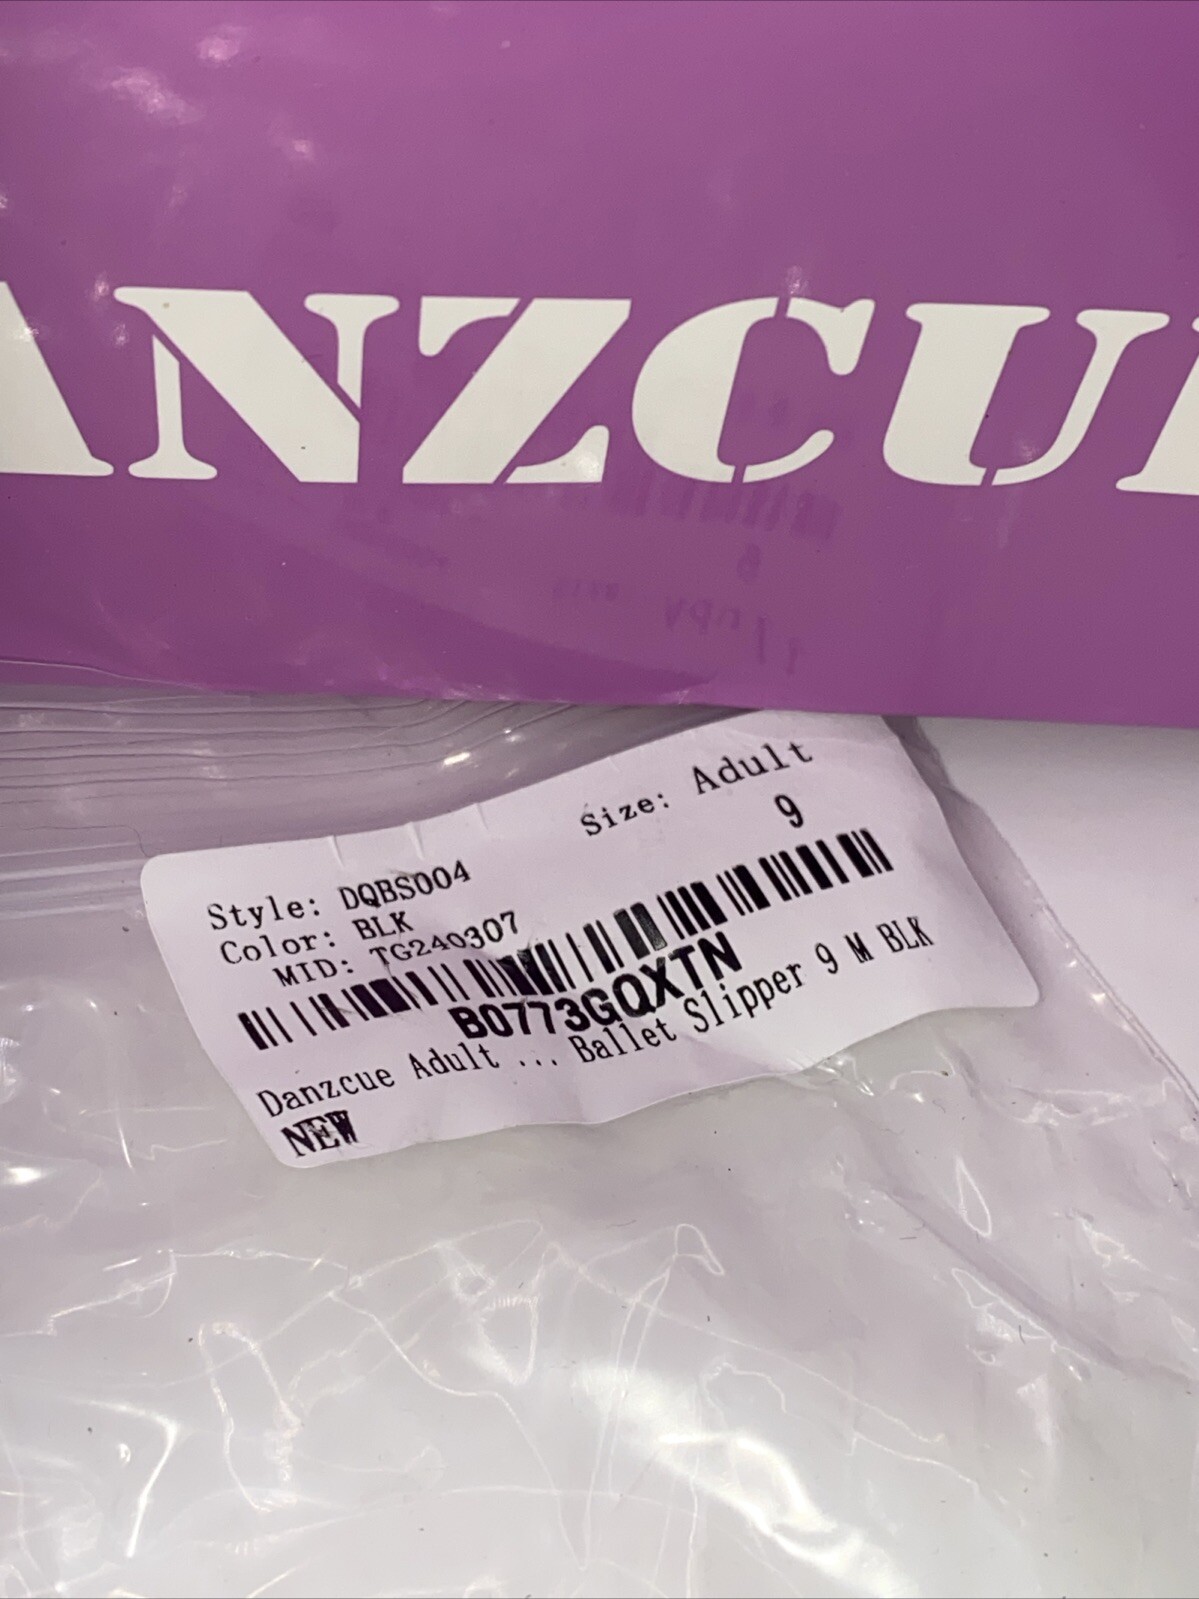 ANZCU
Size: Adult
9
Style: DQBS004
Color: BLK
MID: TG240307
B0773GQXTN
Danzcue Adult ... Ballet Slipper 9 M BLK
NEW